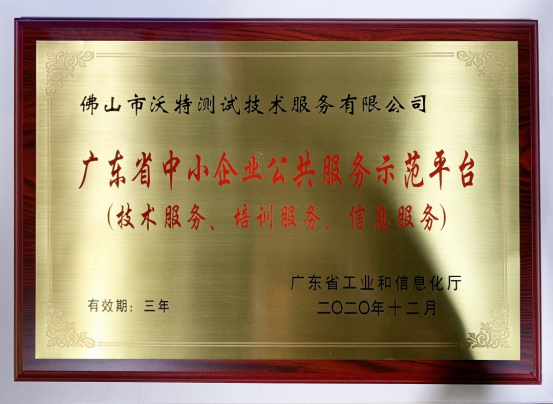 佛山市沃特测试技术服务有限公司
广东省中小企业公共服务示范平台
(技术服务、培训服务、信息服务)
广东省工业和信息化厅
有效期：三年
二〇二〇年十二月